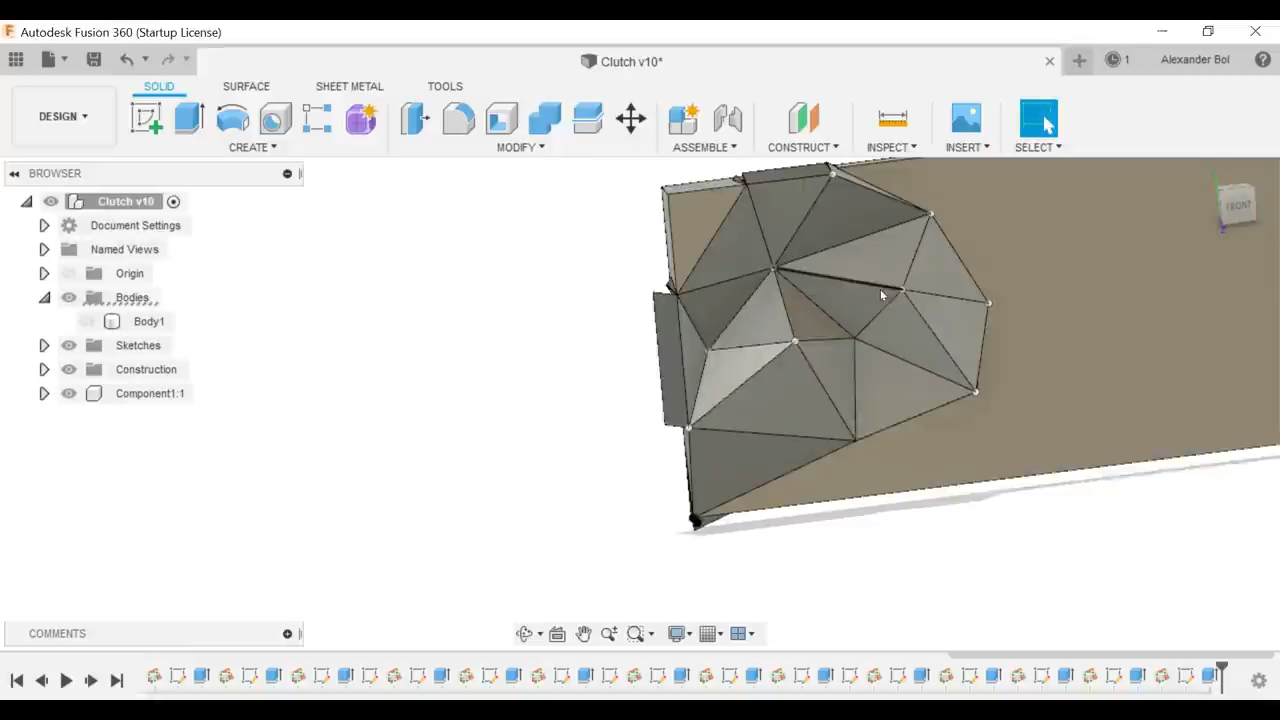 Autodesk Fusion 360 (Startup License)
Clutch v10*
1
Alexander Bol
DESIGN
SOLID
SURFACE
SHEET METAL
TOOLS
CREATE
MODIFY
ASSEMBLE
CONSTRUCT
INSPECT
INSERT
SELECT
BROWSER
Clutch v10
Document Settings
Named Views
Origin
Bodies
Body1
Sketches
Construction
Component1:1
FRONT
Z
COMMENTS